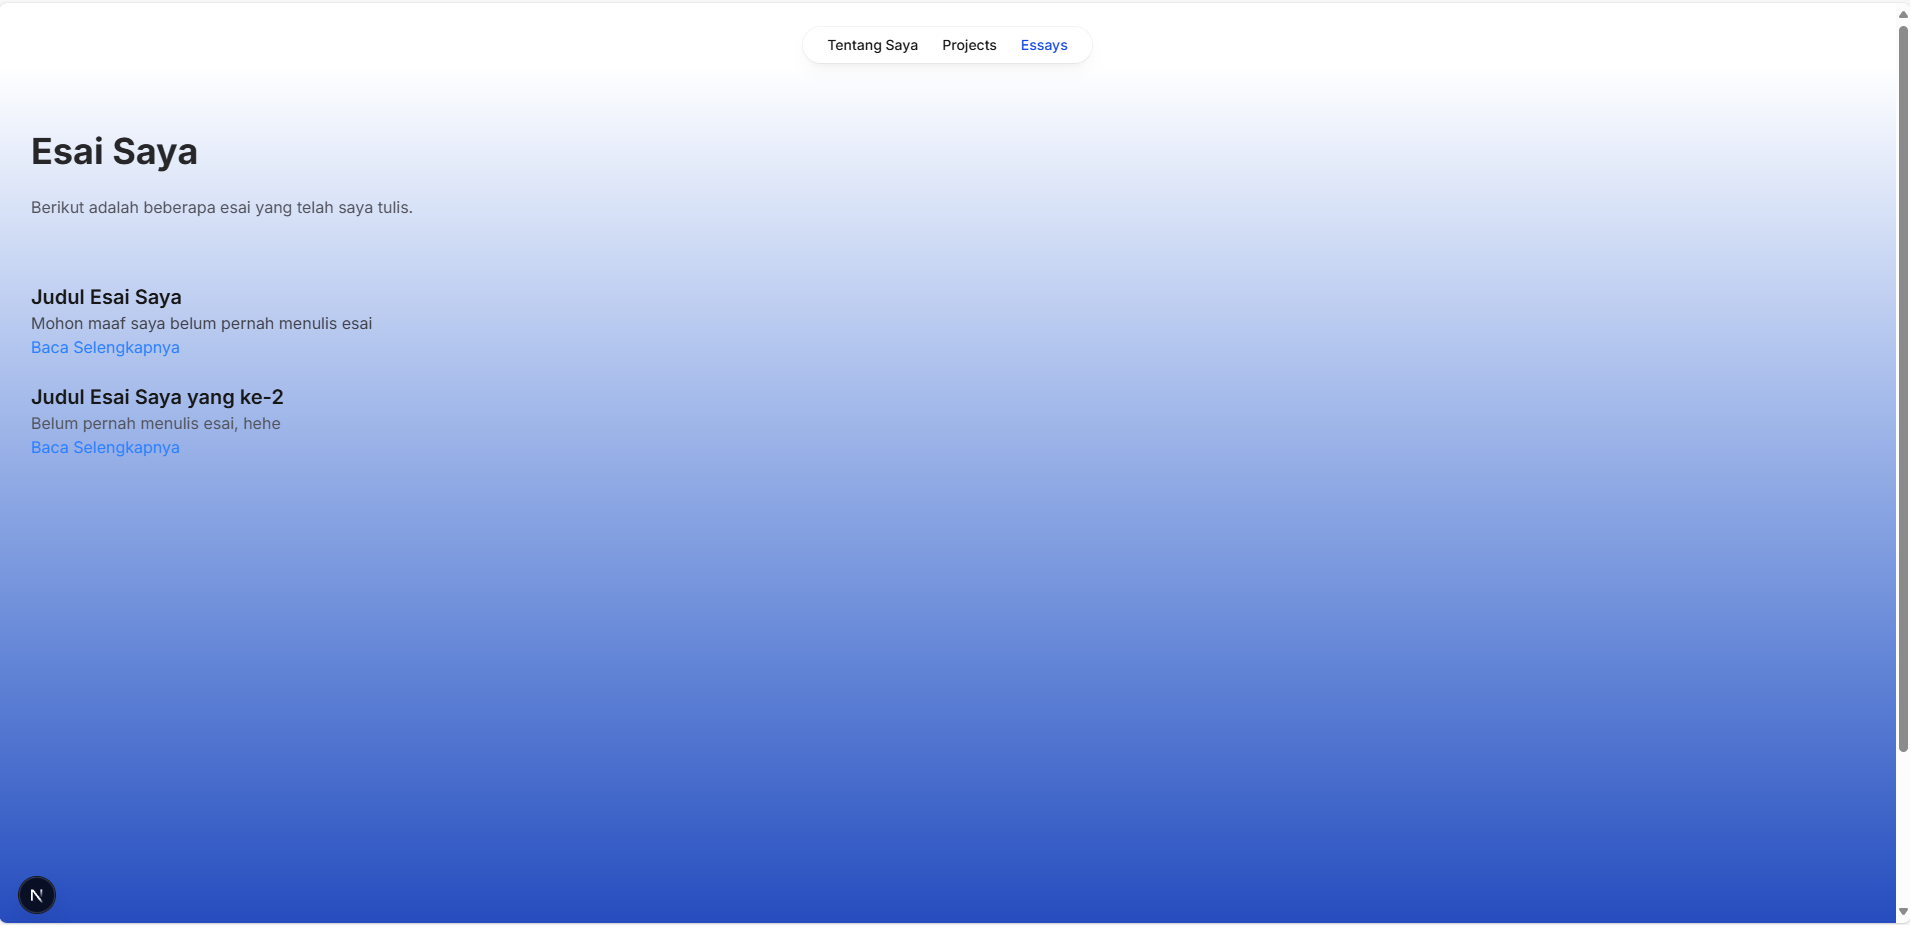 Tentang Saya Projects Essays
Esai Saya
Berikut adalah beberapa esai yang telah saya tulis.
Judul Esai Saya
Mohon maaf saya belum pernah menulis esai
Baca Selengkapnya
Judul Esai Saya yang ke-2
Belum pernah menulis esai, hehe
Baca Selengkapnya
N